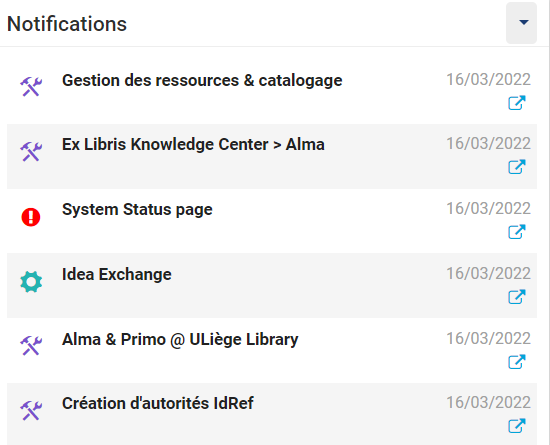 Notifications
Gestion des ressources & catalogage 16/03/2022
Ex Libris Knowledge Center > Alma 16/03/2022
System Status page 16/03/2022
Idea Exchange 16/03/2022
Alma & Primo @ ULiège Library 16/03/2022
Création d'autorités IdRef 16/03/2022